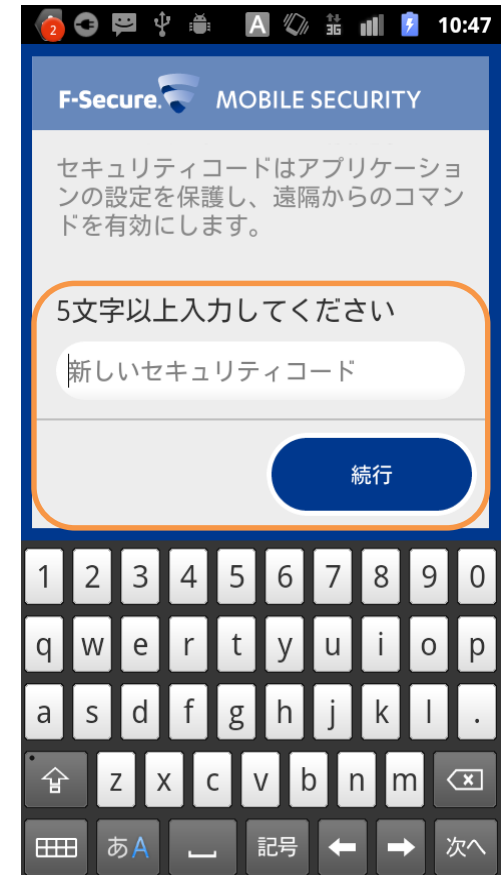 2 A 3G 10:47
F-Secure. MOBILE SECURITY
セキュリティコードはアプリケーショ
ンの設定を保護し、遠隔からのコマン
ドを有効にします。
5文字以上入力してください
新しいセキュリティコード
続行
1 2 3 4 5 6 7 8 9 0
q w e r t y u i o p
a s d f g h j k l .
z x c v b n m
あA 記号 次へ